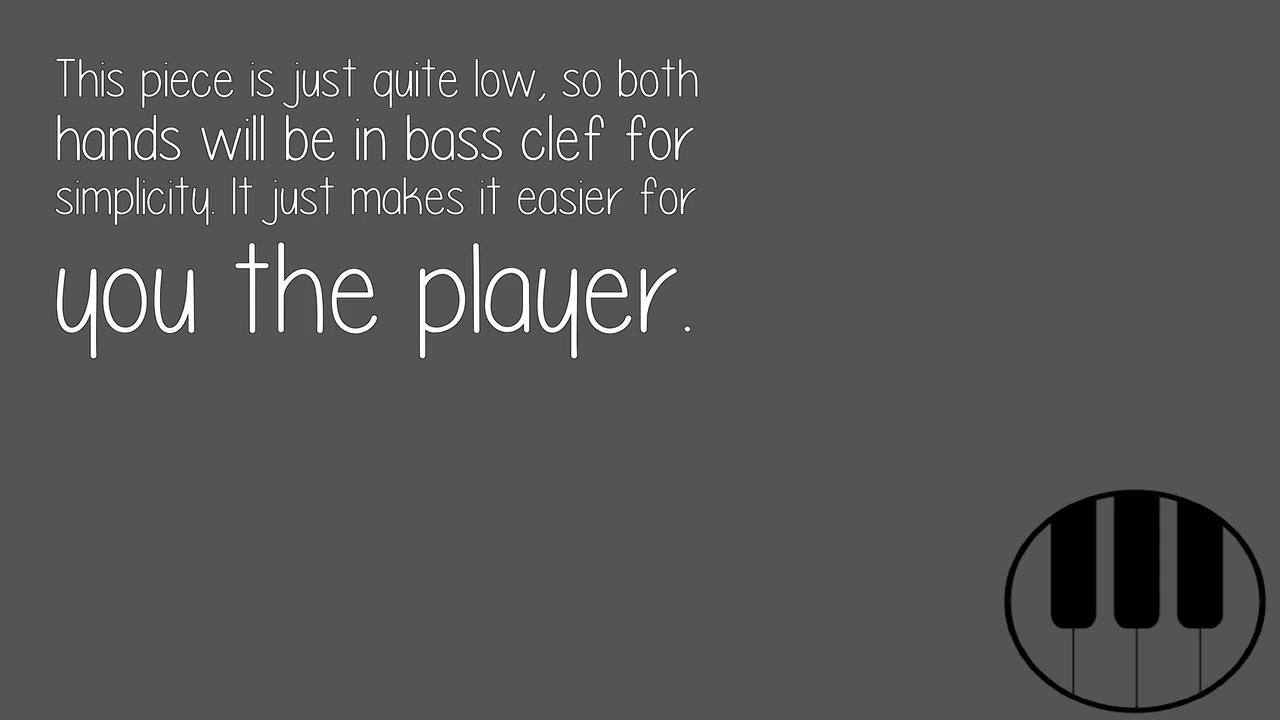 This piece is just quite low, so both
hands will be in bass clef for
simplicity. It just makes it easier for
you the player.